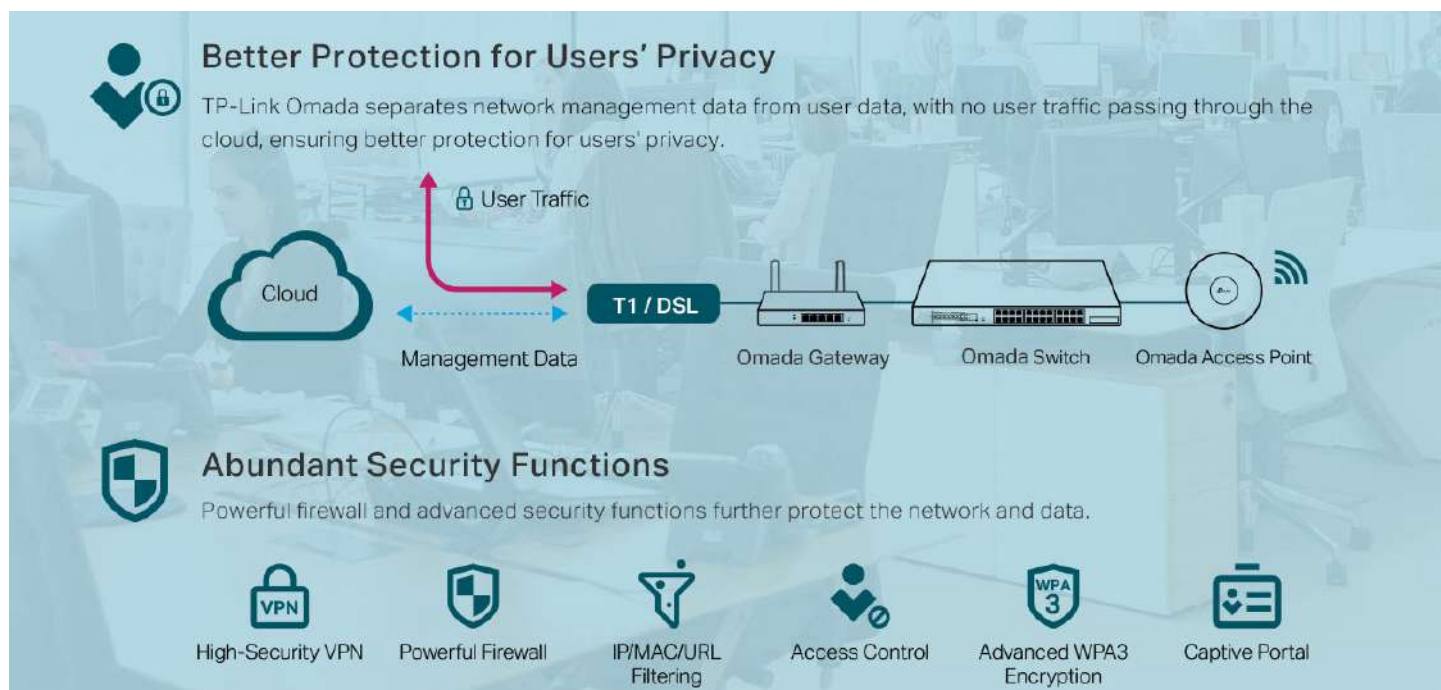 Better Protection for Users' Privacy
TP-Link Omada separates network management data from user data, with no user traffic passing through the
cloud, ensuring better protection for users' privacy.
User Traffic
Cloud
T1 / DSL
Management Data
Omada Gateway
Omada Switch
Omada Access Point
Abundant Security Functions
Powerful firewall and advanced security functions further protect the network and data.
VPN
WPA
3
High-Security VPN
Powerful Firewall
IP/MAC/URL
Filtering
Access Control
Advanced WPA3
Encryption
Captive Portal